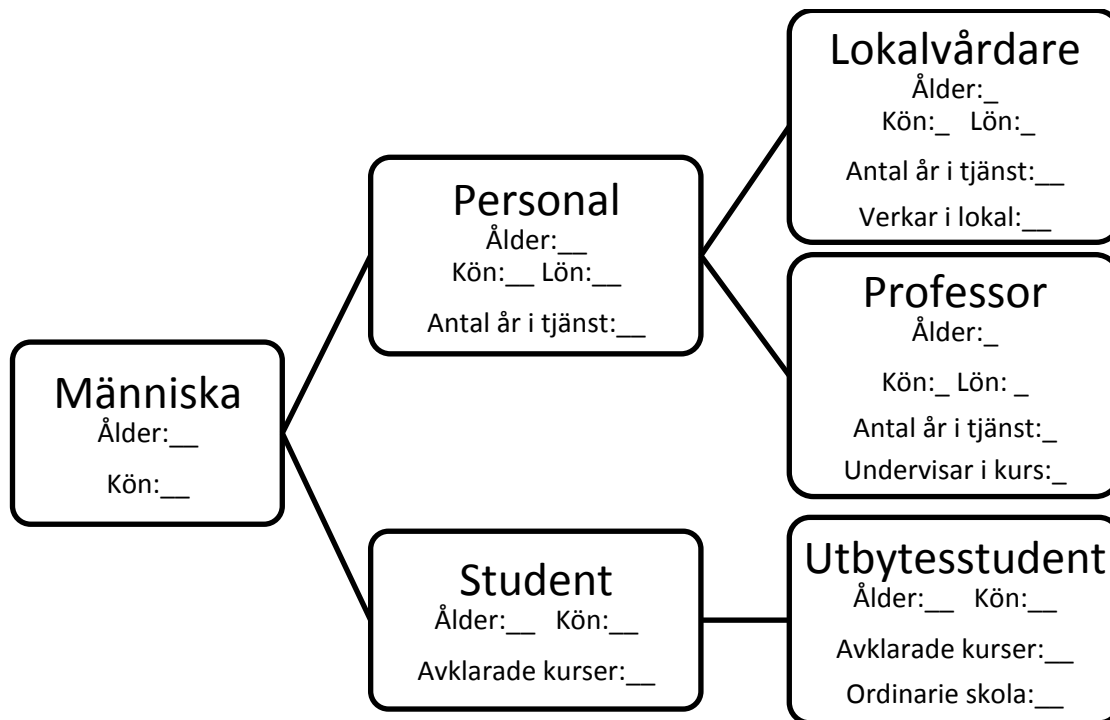 Människa
Ålder:__
Kön:__
Personal
Ålder:__
Kön:__ Lön:__
Antal år i tjänst:__
Student
Ålder:__ Kön:__
Avklarade kurser:__
Lokalvårdare
Ålder:_
Kön:_ Lön:_
Antal år i tjänst:__
Verkar i lokal:__
Professor
Ålder:_
Kön:_ Lön: _
Antal år i tjänst:_
Undervisar i kurs:_
Utbytesstudent
Ålder:__ Kön:__
Avklarade kurser:__
Ordinarie skola:__